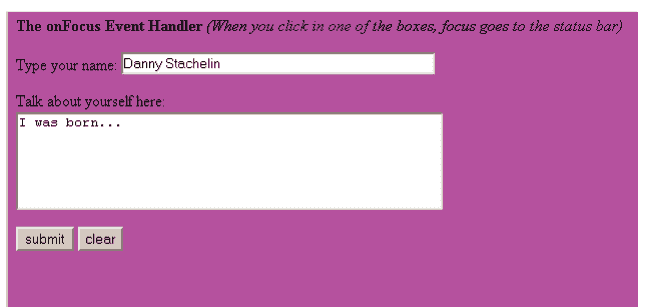 The onFocus Event Handler (When you click in one of the boxes, focus goes to the status bar)
Type your name: Danny Stachelin
Talk about yourself here:
I was born...
submit clear